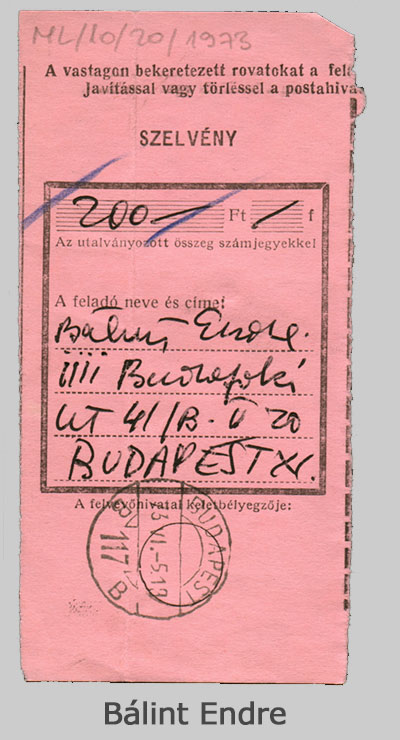 ML/10/20/1973
A vastagon bekeretezett rovatokat a fel
Javítással vagy törléssel a postahiva
SZELVÉNY
200 — Ft / f
Az utalványozott összeg számjegyekkel
A feladó neve és címe:
Bálint Endre.
1111 Budafoki
UT 41/B. V 20
BUDAPEST XI.
A felvevőhivatal keletbélyegzője:
BUDAPEST
117
B
Bálint Endre